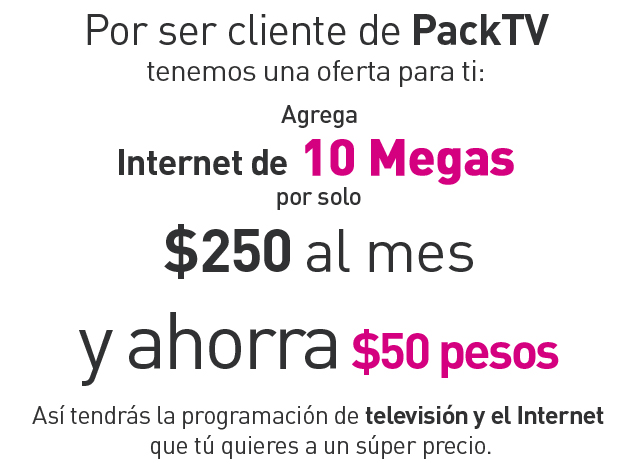 Por ser cliente de PackTV
tenemos una oferta para ti:
Agrega
Internet de 10 Megas
por solo
$250 al mes
y ahorra $50 pesos
Así tendrás la programación de televisión y el Internet
que tú quieres a un súper precio.